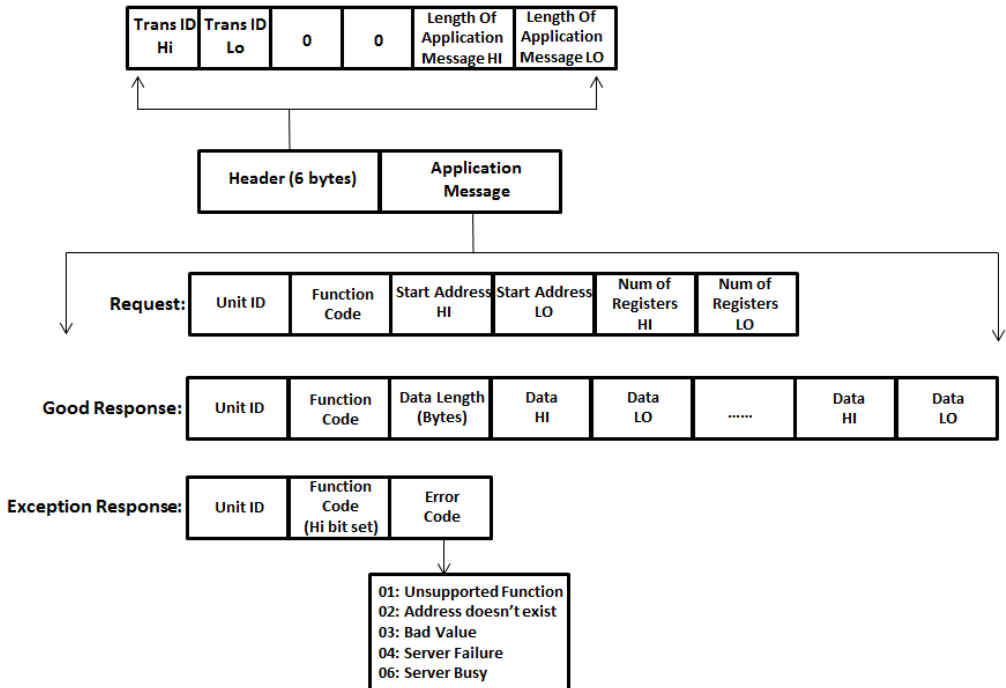 Trans ID Hi
Trans ID Lo
0
0
Length Of Application Message HI
Length Of Application Message LO
Header (6 bytes)
Application Message
Request:
Unit ID
Function Code
Start Address HI
Start Address LO
Num of Registers HI
Num of Registers LO
Good Response:
Unit ID
Function Code
Data Length (Bytes)
Data HI
Data LO
......
Data HI
Data LO
Exception Response:
Unit ID
Function Code (Hi bit set)
Error Code
01: Unsupported Function
02: Address doesn't exist
03: Bad Value
04: Server Failure
06: Server Busy